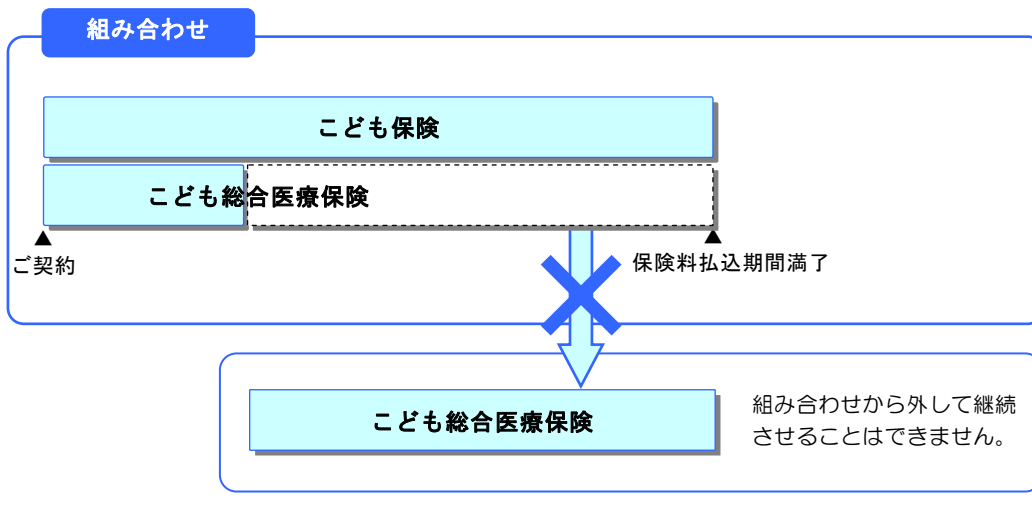 組み合わせ
こども保険
こども総合医療保険
▲
▲
ご契約
保険料払込期間満了
こども総合医療保険
組み合わせから外して継続
させることはできません。